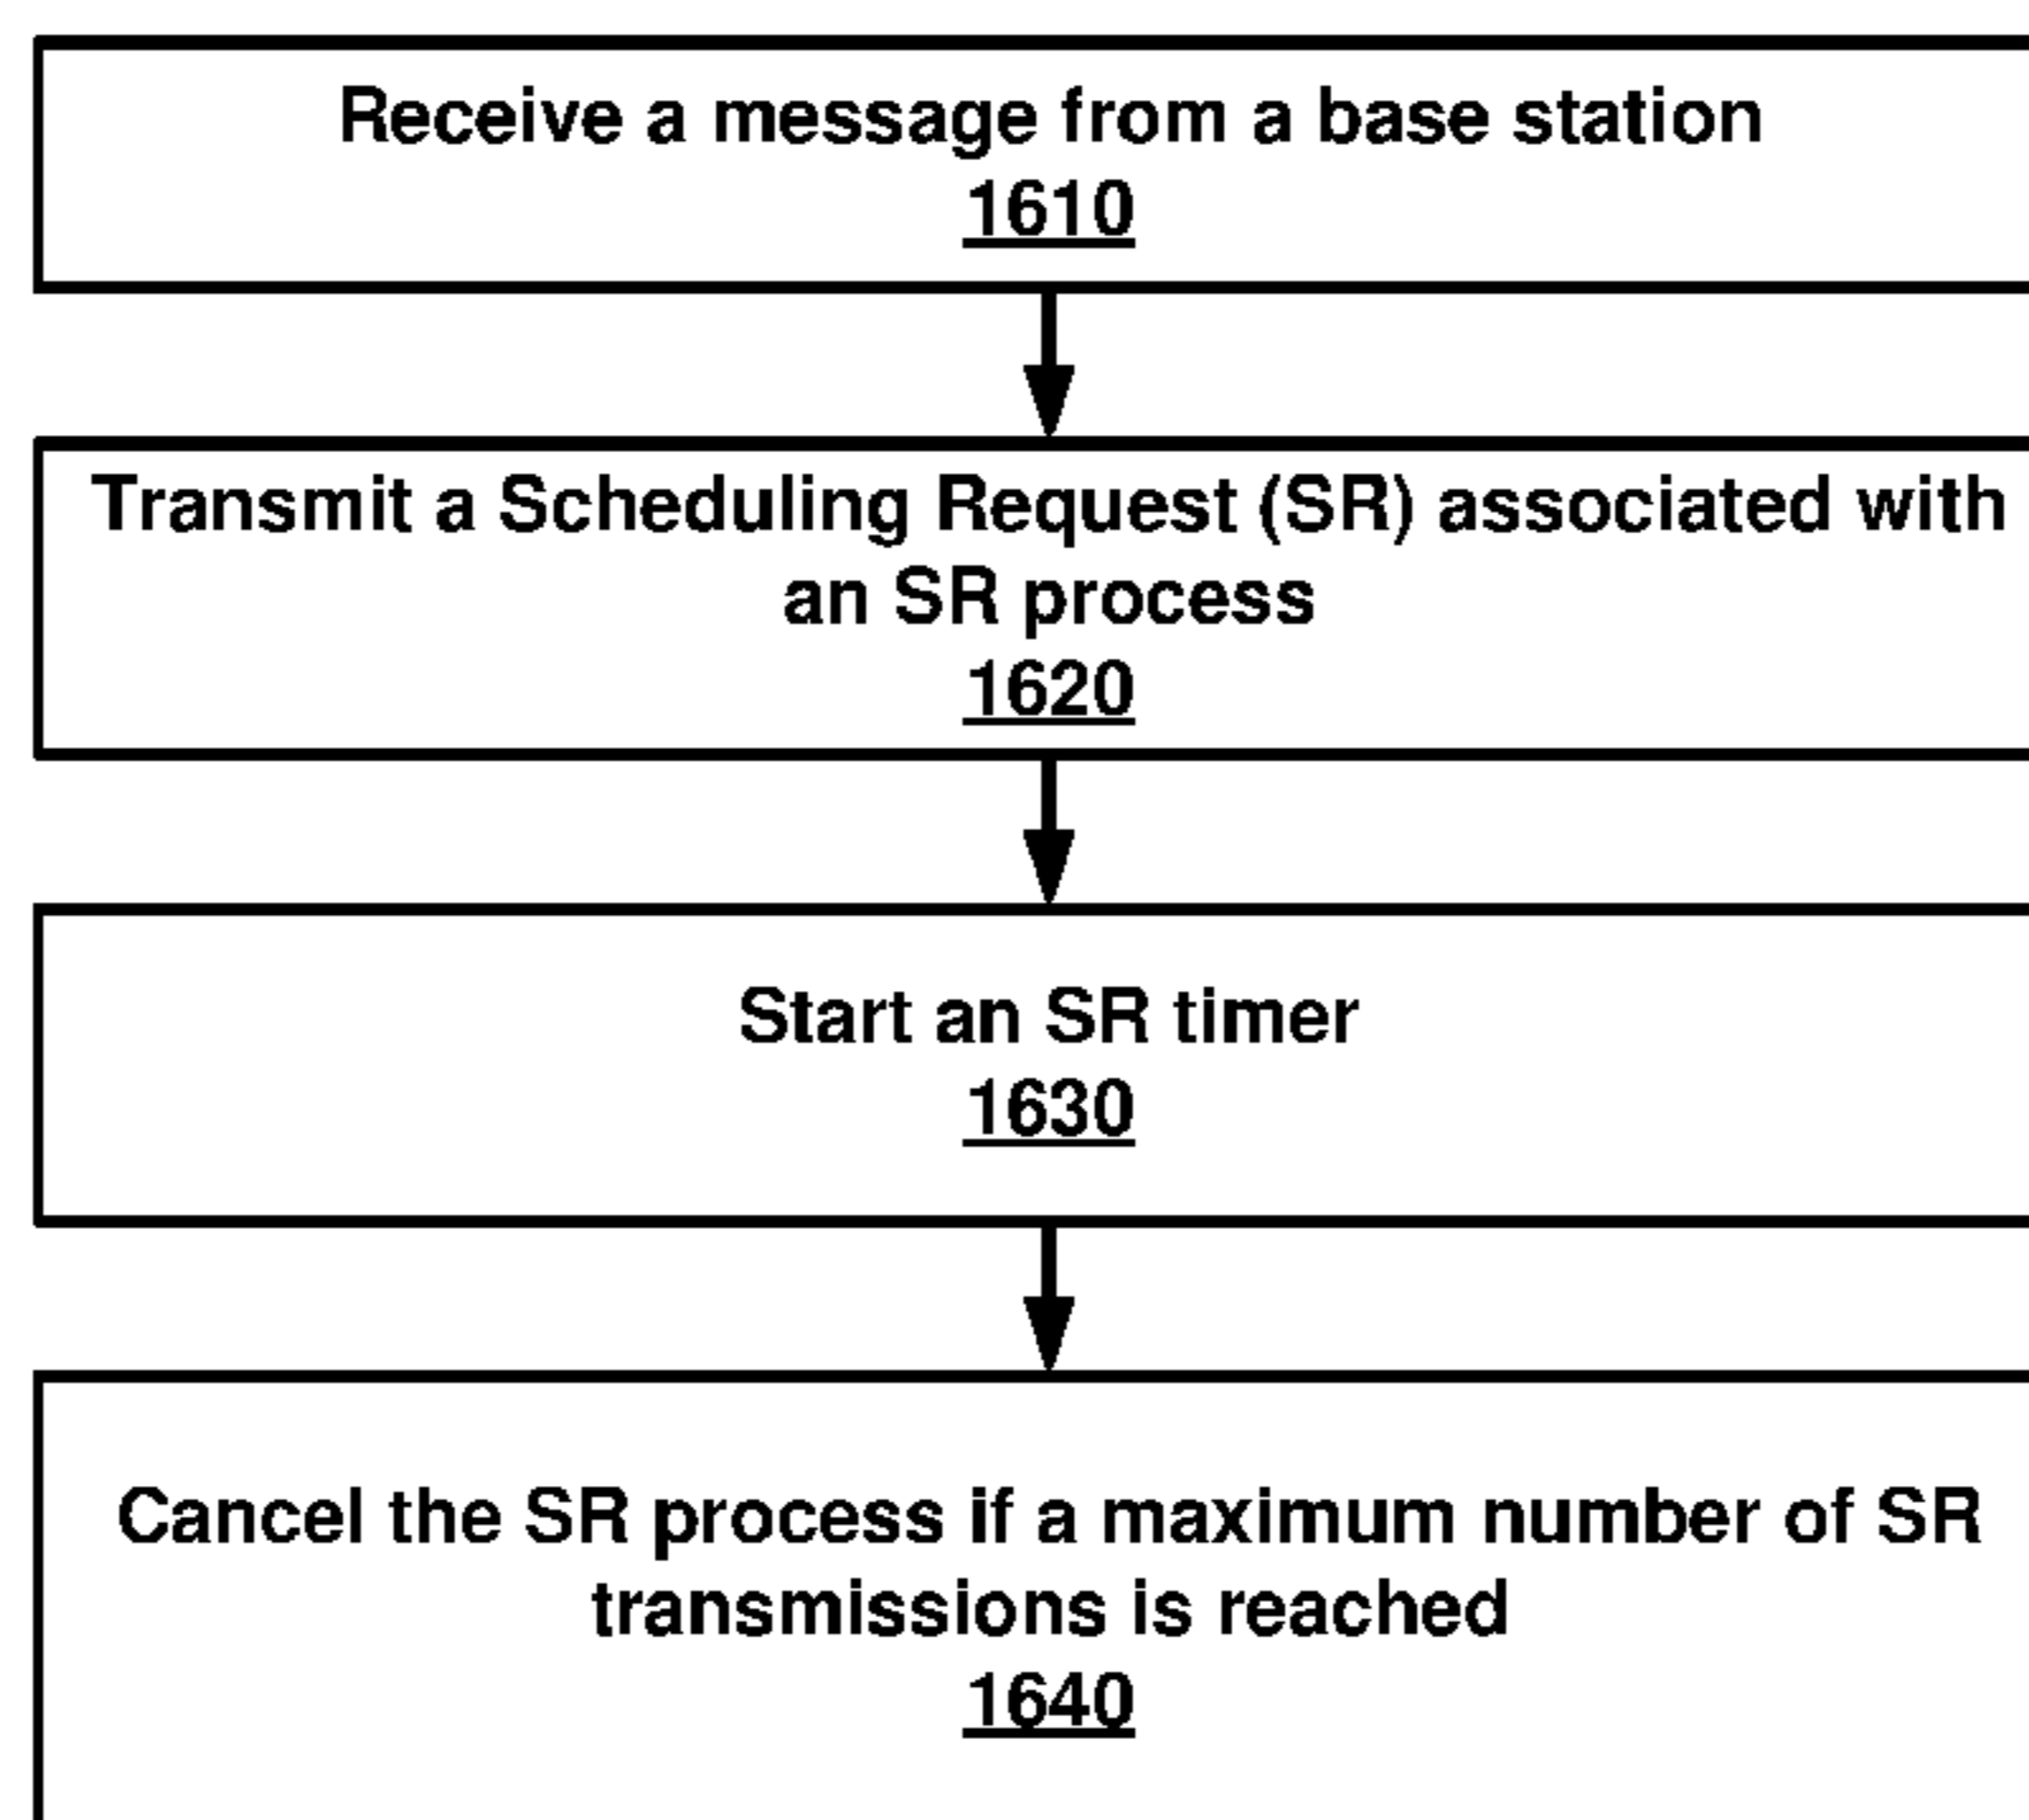 Receive a message from a base station
1610
Transmit a Scheduling Request (SR) associated with
an SR process
1620
Start an SR timer
1630
Cancel the SR process if a maximum number of SR
transmissions is reached
1640